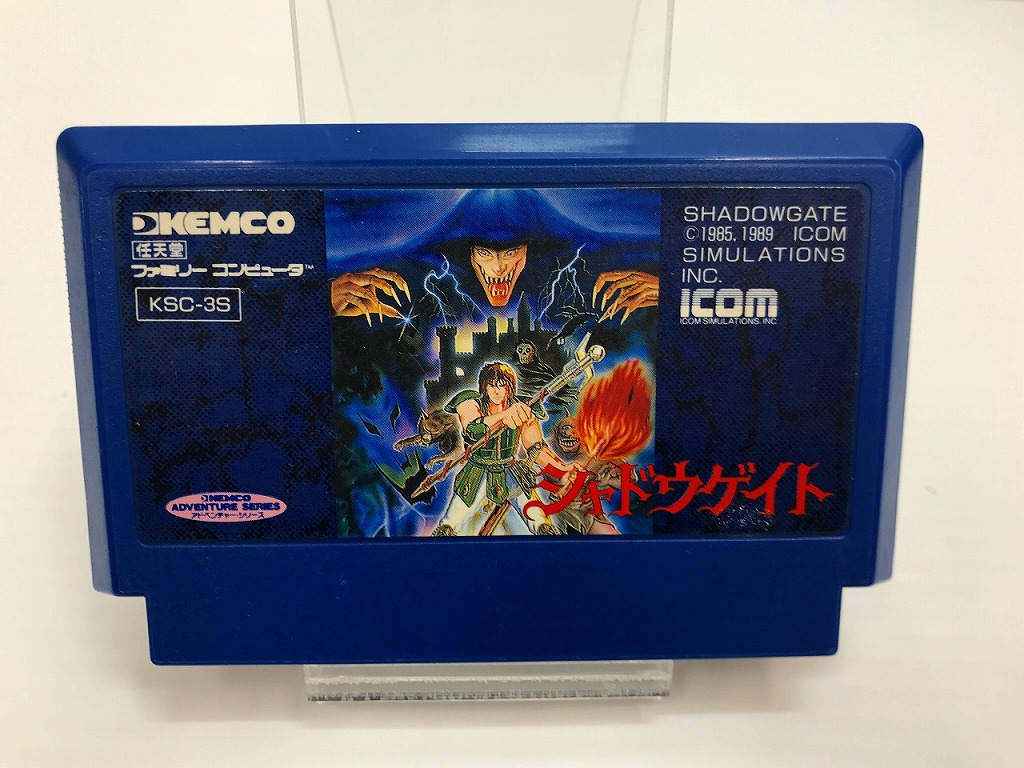 KEMCO
任天堂
ファミリー コンピュータ™
KSC-3S
SHADOWGATE
©1985.1989 ICOM
SIMULATIONS
INC.
ICOM
ICOM SIMULATIONS, INC
シャドウゲイト
KEMCO
ADVENTURE SERIES
アドベンチャー・シリーズ